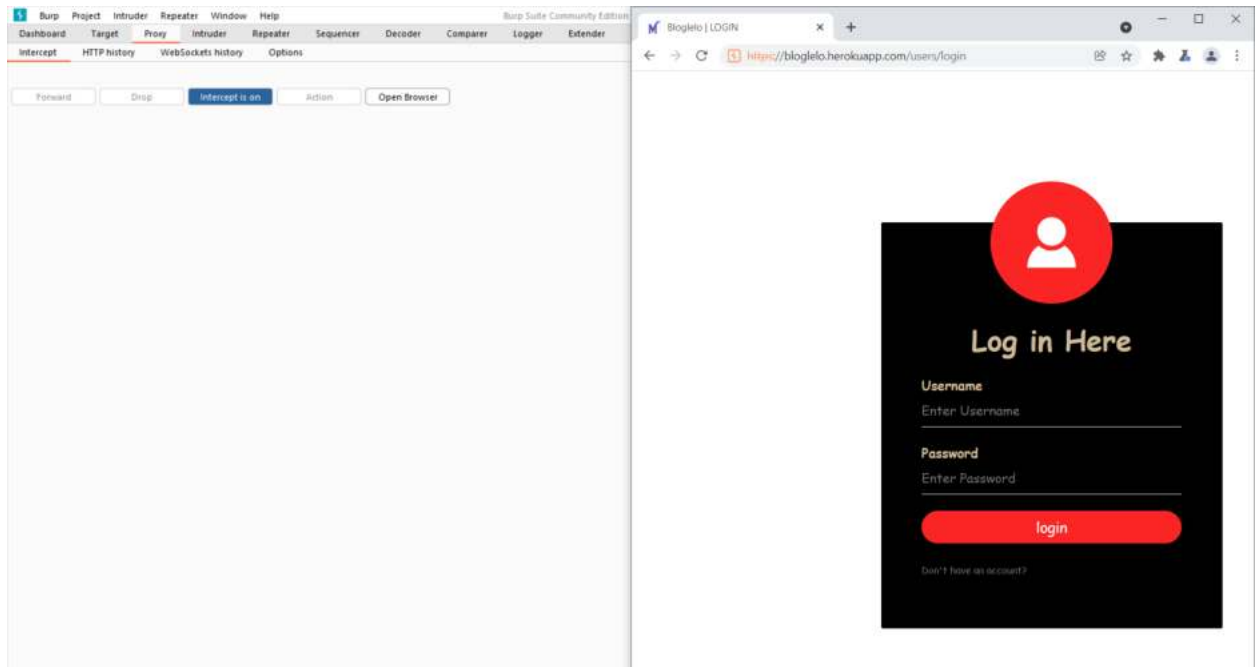 Burp Project Intruder Repeater Window Help Burp Suite Community Edition
Dashboard Target Proxy Intruder Repeater Sequencer Decoder Comparer Logger Extender
Intercept HTTP history WebSockets history Options
Forward Drop Intercept is on Action Open Browser
Bloglelo | LOGIN
https://bloglelo.herokuapp.com/users/login
Log in Here
Username
Enter Username
Password
Enter Password
login
Don't have an account?